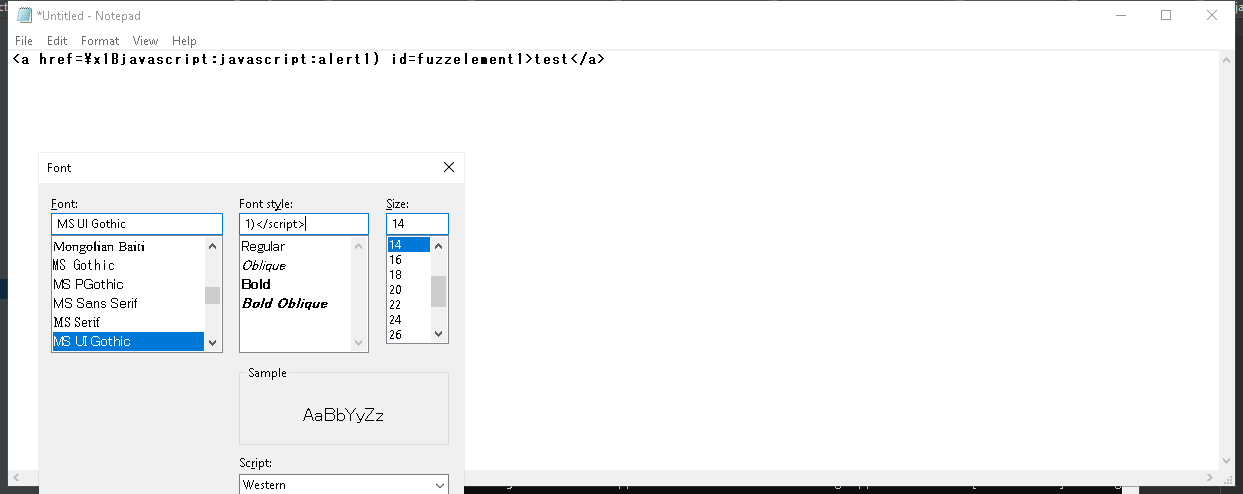 *Untitled - Notepad
File Edit Format View Help
<a href=¥x1Bjavascript:javascript:alert1) id=fuzzelement1>test</a>
Font
Font: Font style: Size:
MS UI Gothic 1)</script> 14
Mongolian Baiti Regular 14
MS Gothic Oblique 16
MS PGothic Bold 18
MS Sans Serif Bold Oblique 20
MS Serif 22
MS UI Gothic 24
26
Sample
AaBbYyZz
Script:
Western